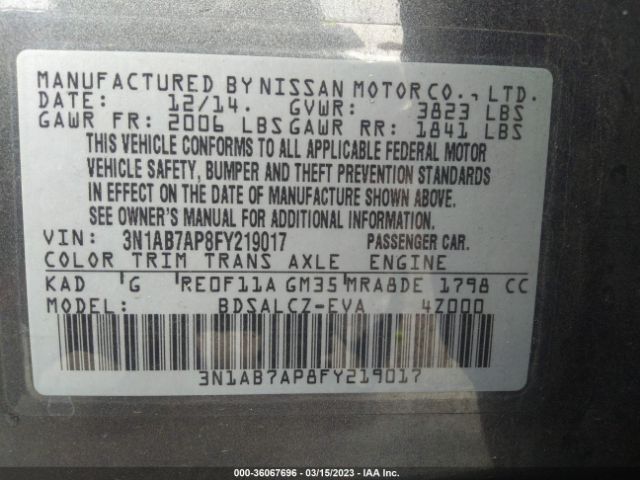 MANUFACTURED BY NISSAN MOTOR CO., LTD.
DATE: 12/14. GVWR: 3823 LBS
GAWR FR: 2006 LBS GAWR RR: 1841 LBS
THIS VEHICLE CONFORMS TO ALL APPLICABLE FEDERAL MOTOR
VEHICLE SAFETY, BUMPER AND THEFT PREVENTION STANDARDS
IN EFFECT ON THE DATE OF MANUFACTURE SHOWN ABOVE.
SEE OWNER'S MANUAL FOR ADDITIONAL INFORMATION.
VIN: 3N1AB7AP8FY219017 PASSENGER CAR.
COLOR TRIM TRANS AXLE ENGINE
KAD G RE0F11A GM35 MRA8DE 1798 CC
BDSALCZ-EVA 4Z000
3N1AB7AP8FY219017
000-36067696 - 03/15/2023 - IAA Inc.